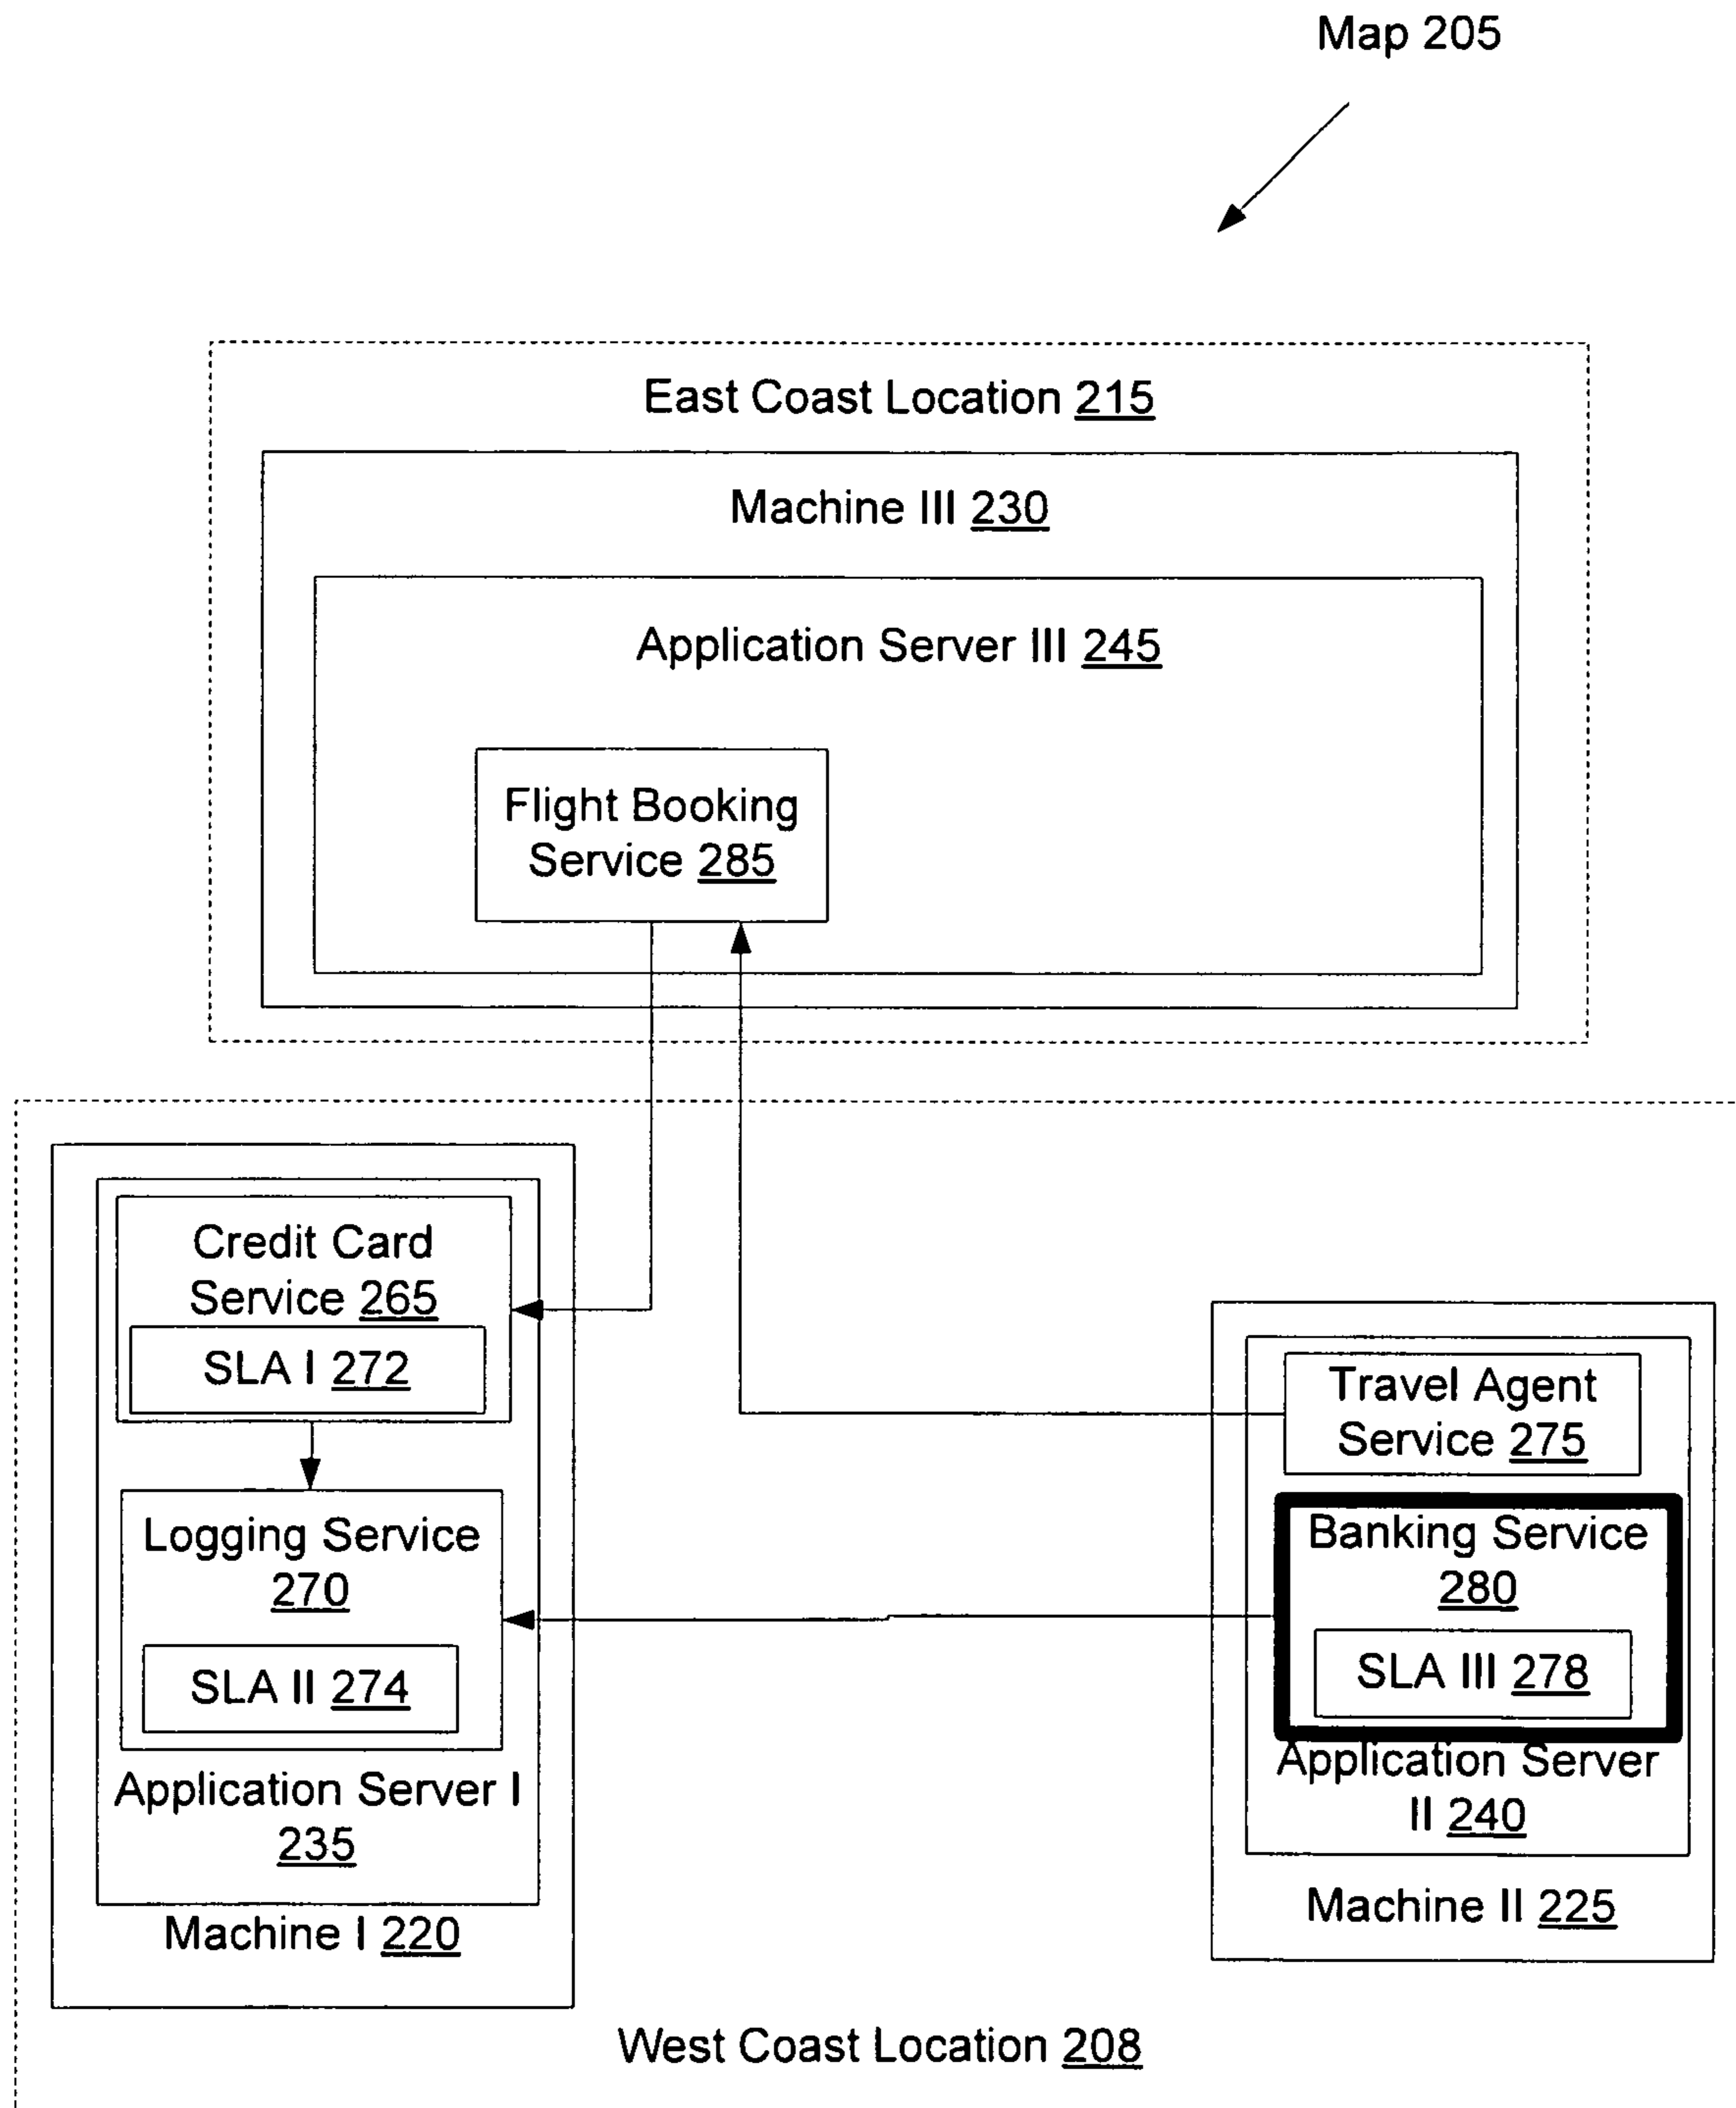 Map 205
East Coast Location 215
Machine III 230
Application Server III 245
Flight Booking
Service 285
Credit Card
Service 265
SLA I 272
Logging Service
270
SLA II 274
Application Server I
235
Machine I 220
Travel Agent
Service 275
Banking Service
280
SLA III 278
Application Server
II 240
Machine II 225
West Coast Location 208